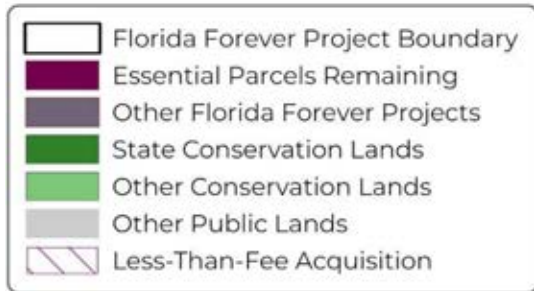 Florida Forever Project Boundary
Essential Parcels Remaining
Other Florida Forever Projects
State Conservation Lands
Other Conservation Lands
Other Public Lands
Less-Than-Fee Acquisition